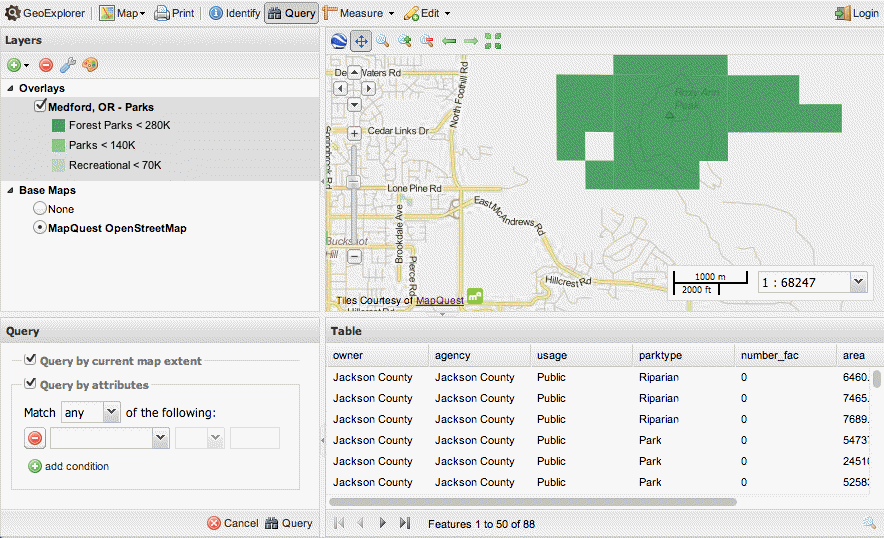 GeoExplorer Map Print Identify Query Measure Edit Login
Layers
Overlays
Medford, OR - Parks
Forest Parks < 280K
Parks < 140K
Recreational < 70K
Base Maps
None
MapQuest OpenStreetMap
Waters Rd
North Foothill Rd
Cedar Links Dr
Lone Pine Rd
Brookdale Ave
East McAndrews Rd
Hill
Pierce Rd
Hillcrest Rd
Hillcrest Rd
Roxy Ann
Peak
1000 m
2000 ft
1 : 68247
Tiles Courtesy of MapQuest
Query
Query by current map extent
Query by attributes
Match any of the following:
add condition
Cancel Query
Table
owner agency usage parktype number_fac area
Jackson County Jackson County Public Riparian 0 6460.
Jackson County Jackson County Public Riparian 0 7465.
Jackson County Jackson County Public Riparian 0 7689.
Jackson County Jackson County Public Park 0 54737
Jackson County Jackson County Public Park 0 24510
Jackson County Jackson County Public Park 0 52583
Features 1 to 50 of 88